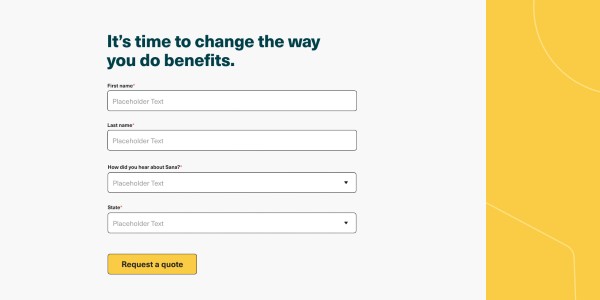 It's time to change the way
you do benefits.
First name*
Placeholder Text
Last name*
Placeholder Text
How did you hear about Sana?*
Placeholder Text
State*
Placeholder Text
Request a quote